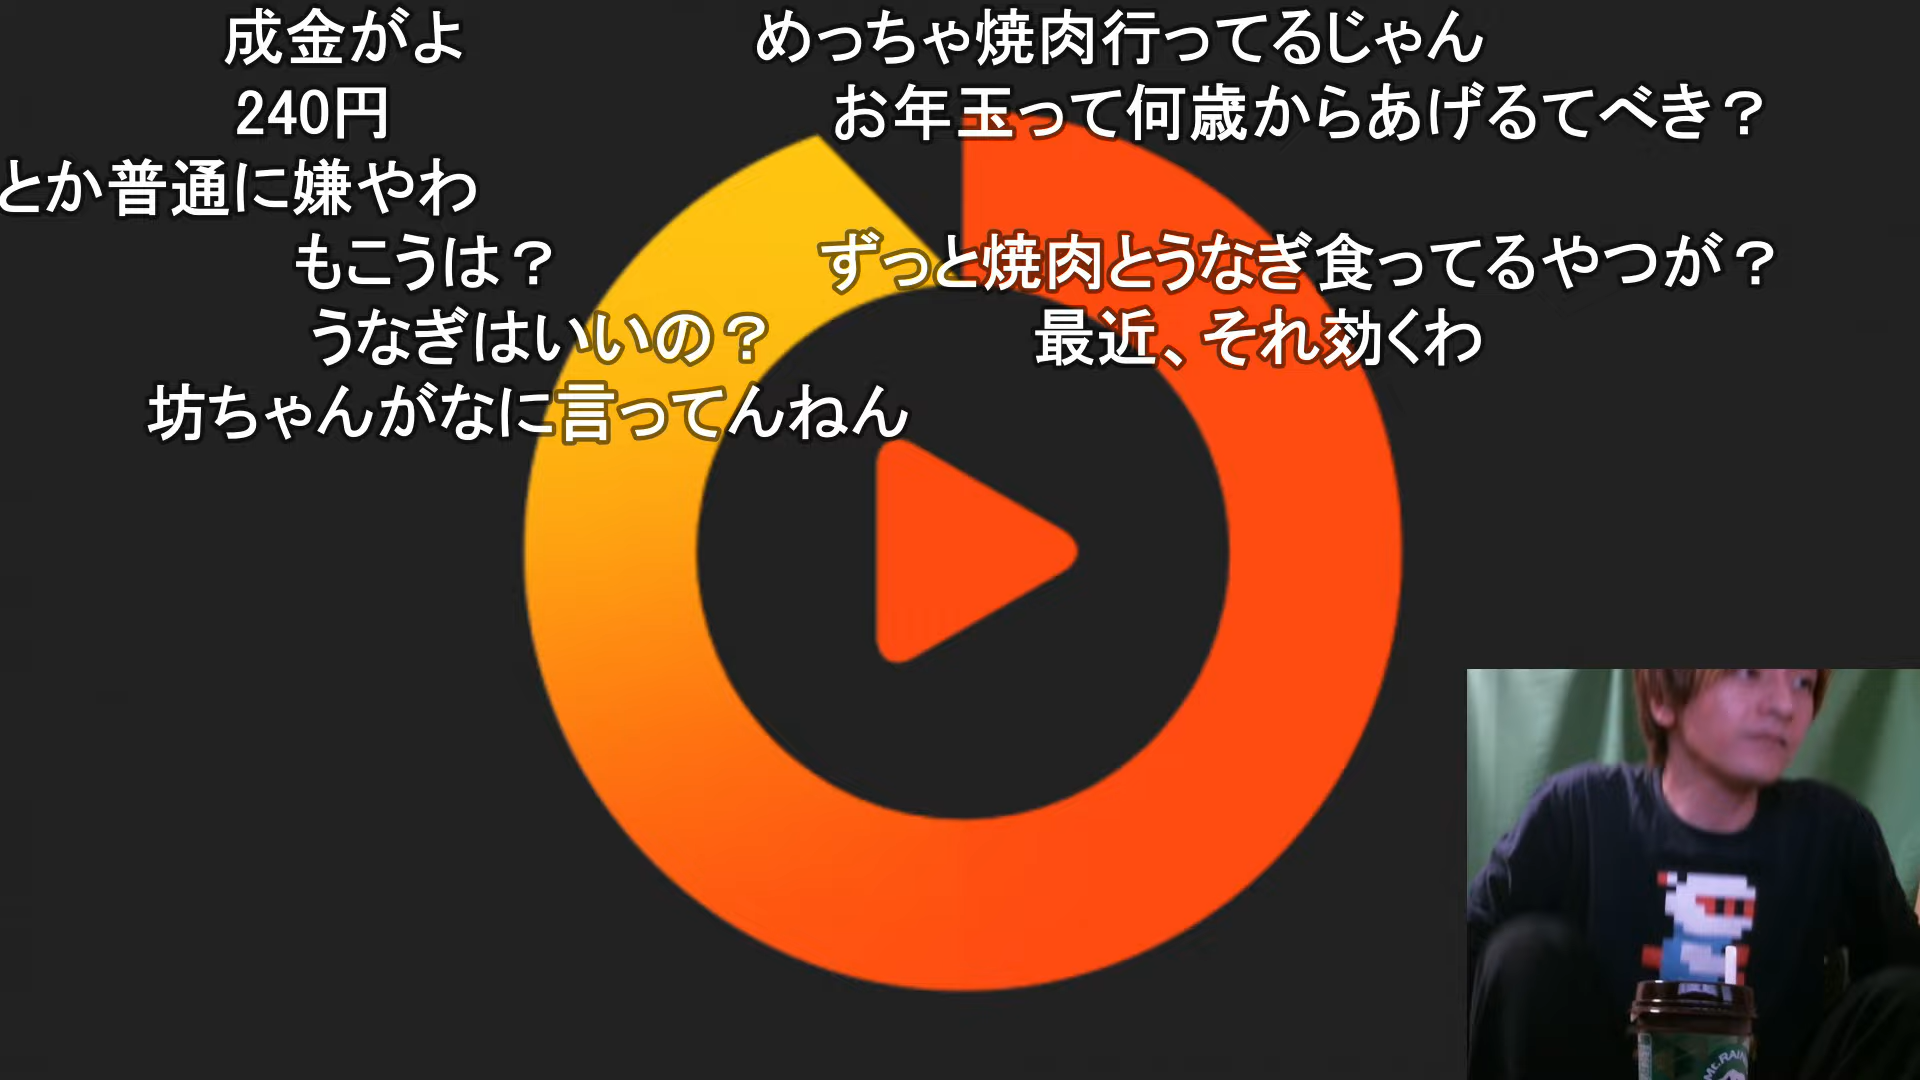 成金がよ
めっちゃ焼肉行ってるじゃん
240円
お年玉って何歳からあげるてべき？
とか普通に嫌やわ
もこうは？
ずっと焼肉とうなぎ食ってるやつが？
うなぎはいいの？
最近、それ効くわ
坊ちゃんがなに言ってんねん
Mt.RAIN